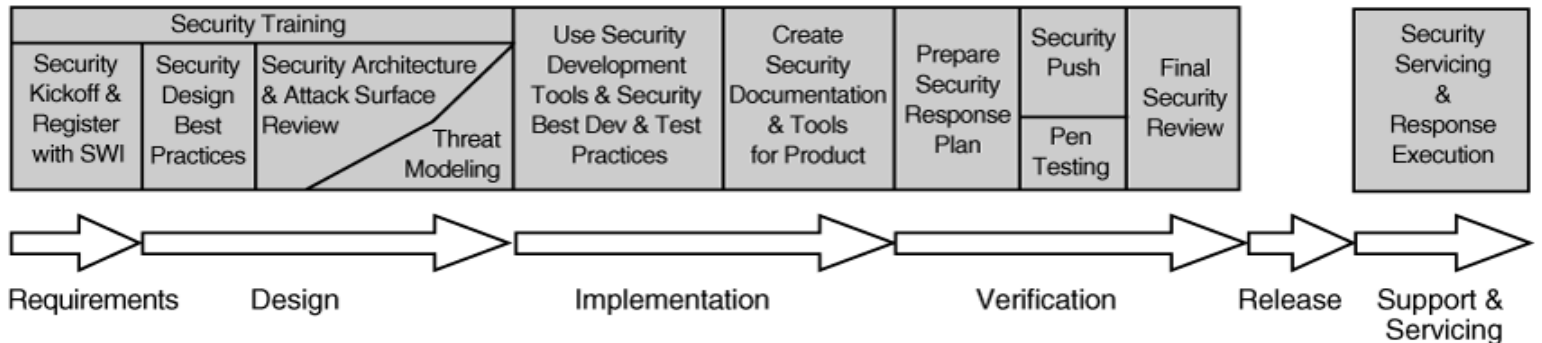 Security Training
Security
Kickoff &
Register
with SWI
Security
Design
Best
Practices
Security Architecture
& Attack Surface
Review
Threat
Modeling
Use Security
Development
Tools & Security
Best Dev & Test
Practices
Create
Security
Documentation
& Tools
for Product
Prepare
Security
Response
Plan
Security
Push
Pen
Testing
Final
Security
Review
Security
Servicing
&
Response
Execution
Requirements
Design
Implementation
Verification
Release
Support &
Servicing